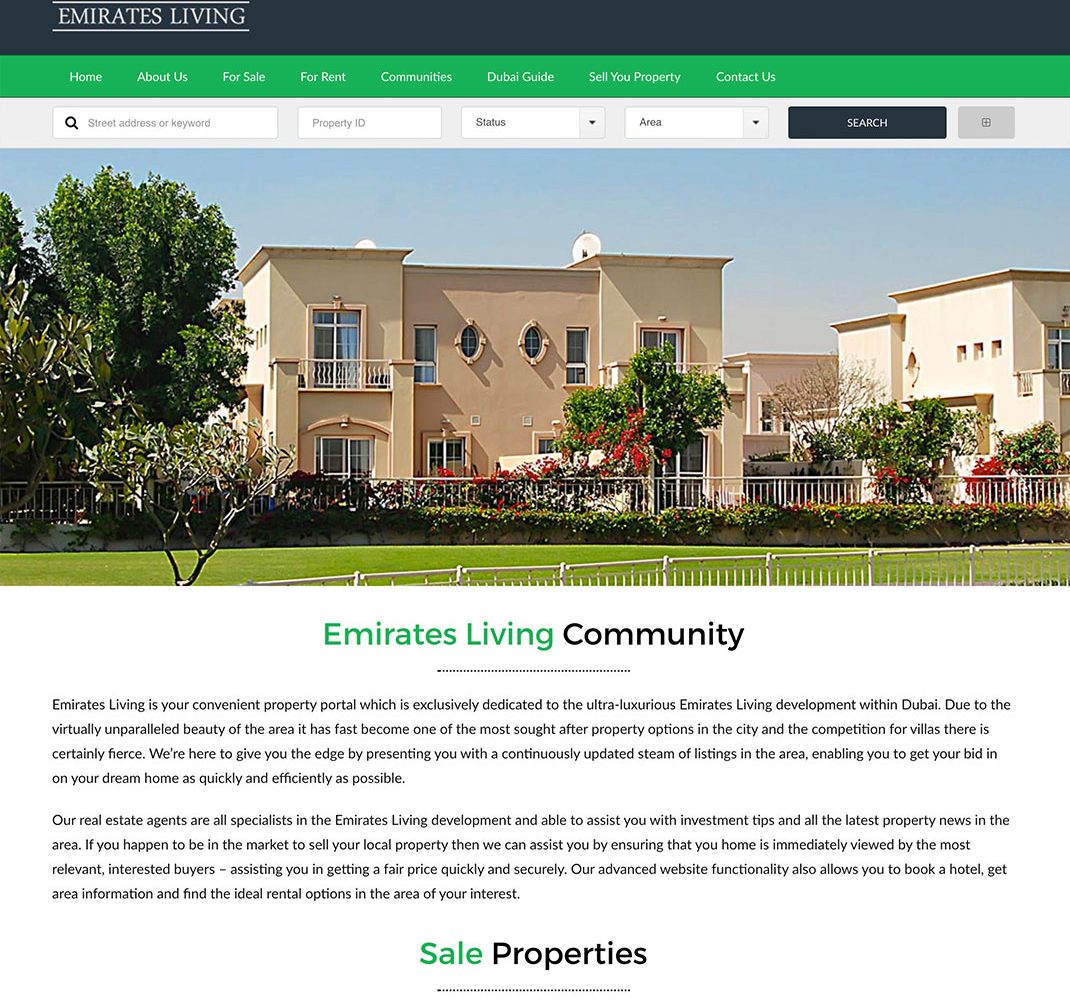 EMIRATES LIVING
Home About Us For Sale For Rent Communities Dubai Guide Sell You Property Contact Us
Street address or keyword Property ID Status Area SEARCH
Emirates Living Community
Emirates Living is your convenient property portal which is exclusively dedicated to the ultra-luxurious Emirates Living development within Dubai. Due to the
virtually unparalleled beauty of the area it has fast become one of the most sought after property options in the city and the competition for villas there is
certainly fierce. We’re here to give you the edge by presenting you with a continuously updated steam of listings in the area, enabling you to get your bid in
on your dream home as quickly and efficiently as possible.
Our real estate agents are all specialists in the Emirates Living development and able to assist you with investment tips and all the latest property news in the
area. If you happen to be in the market to sell your local property then we can assist you by ensuring that you home is immediately viewed by the most
relevant, interested buyers – assisting you in getting a fair price quickly and securely. Our advanced website functionality also allows you to book a hotel, get
area information and find the ideal rental options in the area of your interest.
Sale Properties